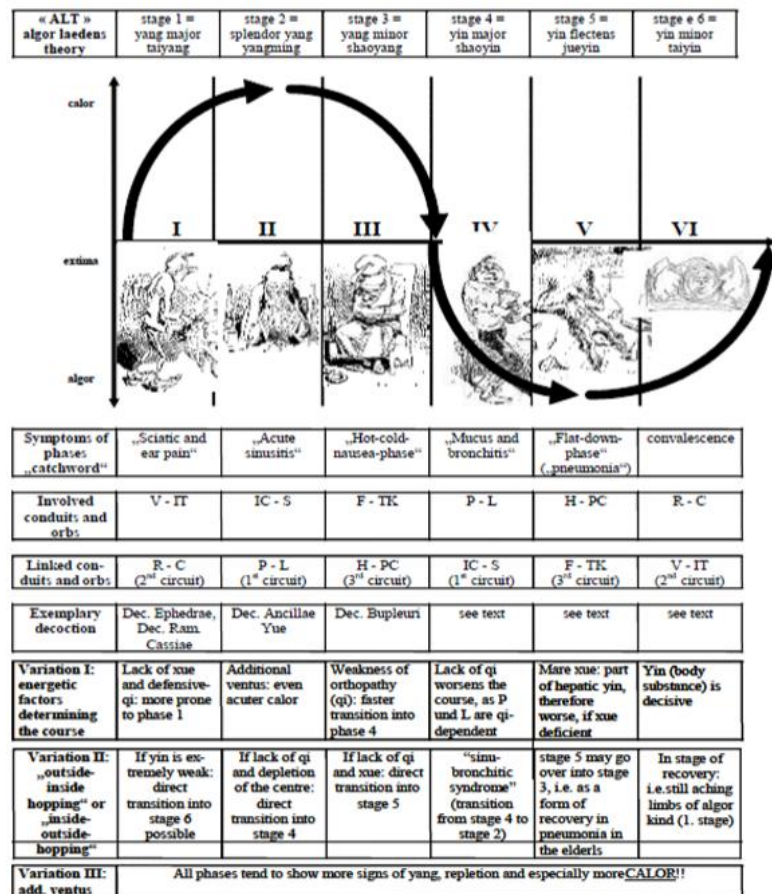 « ALT »
algor laedens
theory
stage 1 =
yang major
taiyang
stage 2 =
splendor yang
yangming
stage 3 =
yang minor
shaoyang
stage 4 =
yin major
shaoyin
stage 5 =
yin flectens
jueyin
stage e 6 =
yin minor
taiyin
calor
I
II
III
IV
V
VI
extima
algor
Symptoms of
phases
„catchword“
„Sciatic and
ear pain“
„Acute
sinusitis“
„Hot-cold-
nausea-phase“
„Mucus and
bronchitis“
„Flat-down-
phase“
(„pneumonia“)
convalescence
Involved
conduits and
orbs
V - IT
IC - S
F - TK
P - L
H - PC
R - C
Linked con-
duits and orbs
R - C
(2nd circuit)
P - L
(1st circuit)
H - PC
(3rd circuit)
IC - S
(1st circuit)
F - TK
(3rd circuit)
V - IT
(2nd circuit)
Exemplary
decoction
Dec. Ephedrae,
Dec. Ram.
Cassiae
Dec. Ancillae
Yue
Dec. Bupleuri
see text
see text
see text
Variation I:
energetic
factors
determining
the course
Lack of xue
and defensive-
qi: more prone
to phase 1
Additional
ventus: even
acuter calor
Weakness of
orthopathy
(qi): faster
transition into
phase 4
Lack of qi
worsens the
course, as P
und L are qi-
dependent
Mare xue: part
of hepatic yin,
therefore
worse, if xue
deficient
Yin (body
substance) is
decisive
Variation II:
„outside-
inside
hopping“ or
„inside-
outside-
hopping“
If yin is ex-
tremely weak:
direct
transition into
stage 6
possible
If lack of qi
and depletion
of the centre:
direct
transition into
stage 4
If lack of qi
and xue: direct
transition into
stage 5
“sinu-
bronchitic
syndrome”
(transition
from stage 4 to
stage 2)
stage 5 may go
over into stage
3, i.e. as a
form of
recovery in
pneumonia in
the elderls
In stage of
recovery:
i.e.still aching
limbs of algor
kind (1. stage)
Variation III:
add. ventus
All phases tend to show more signs of yang, repletion and especially moreCALOR!!